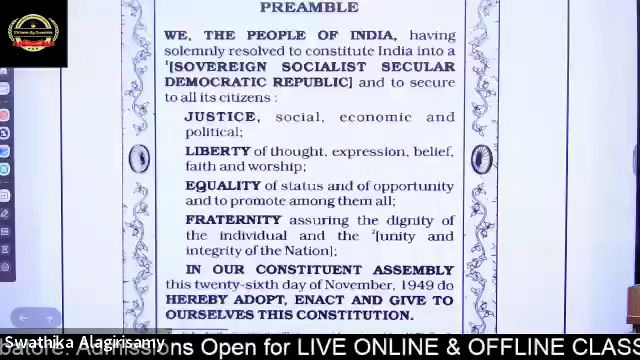 PREAMBLE
WE, THE PEOPLE OF INDIA, having
solemnly resolved to constitute India into a
¹[SOVEREIGN SOCIALIST SECULAR
DEMOCRATIC REPUBLIC] and to secure
to all its citizens :
JUSTICE, social, economic and
political;
LIBERTY of thought, expression, belief,
faith and worship;
EQUALITY of status and of opportunity
and to promote among them all;
FRATERNITY assuring the dignity of
the individual and the ²[unity and
integrity of the Nation];
IN OUR CONSTITUENT ASSEMBLY
this twenty-sixth day of November, 1949 do
HEREBY ADOPT, ENACT AND GIVE TO
OURSELVES THIS CONSTITUTION.
Swathika Alagirisamy
batore. Admissions Open for LIVE ONLINE & OFFLINE CLASS